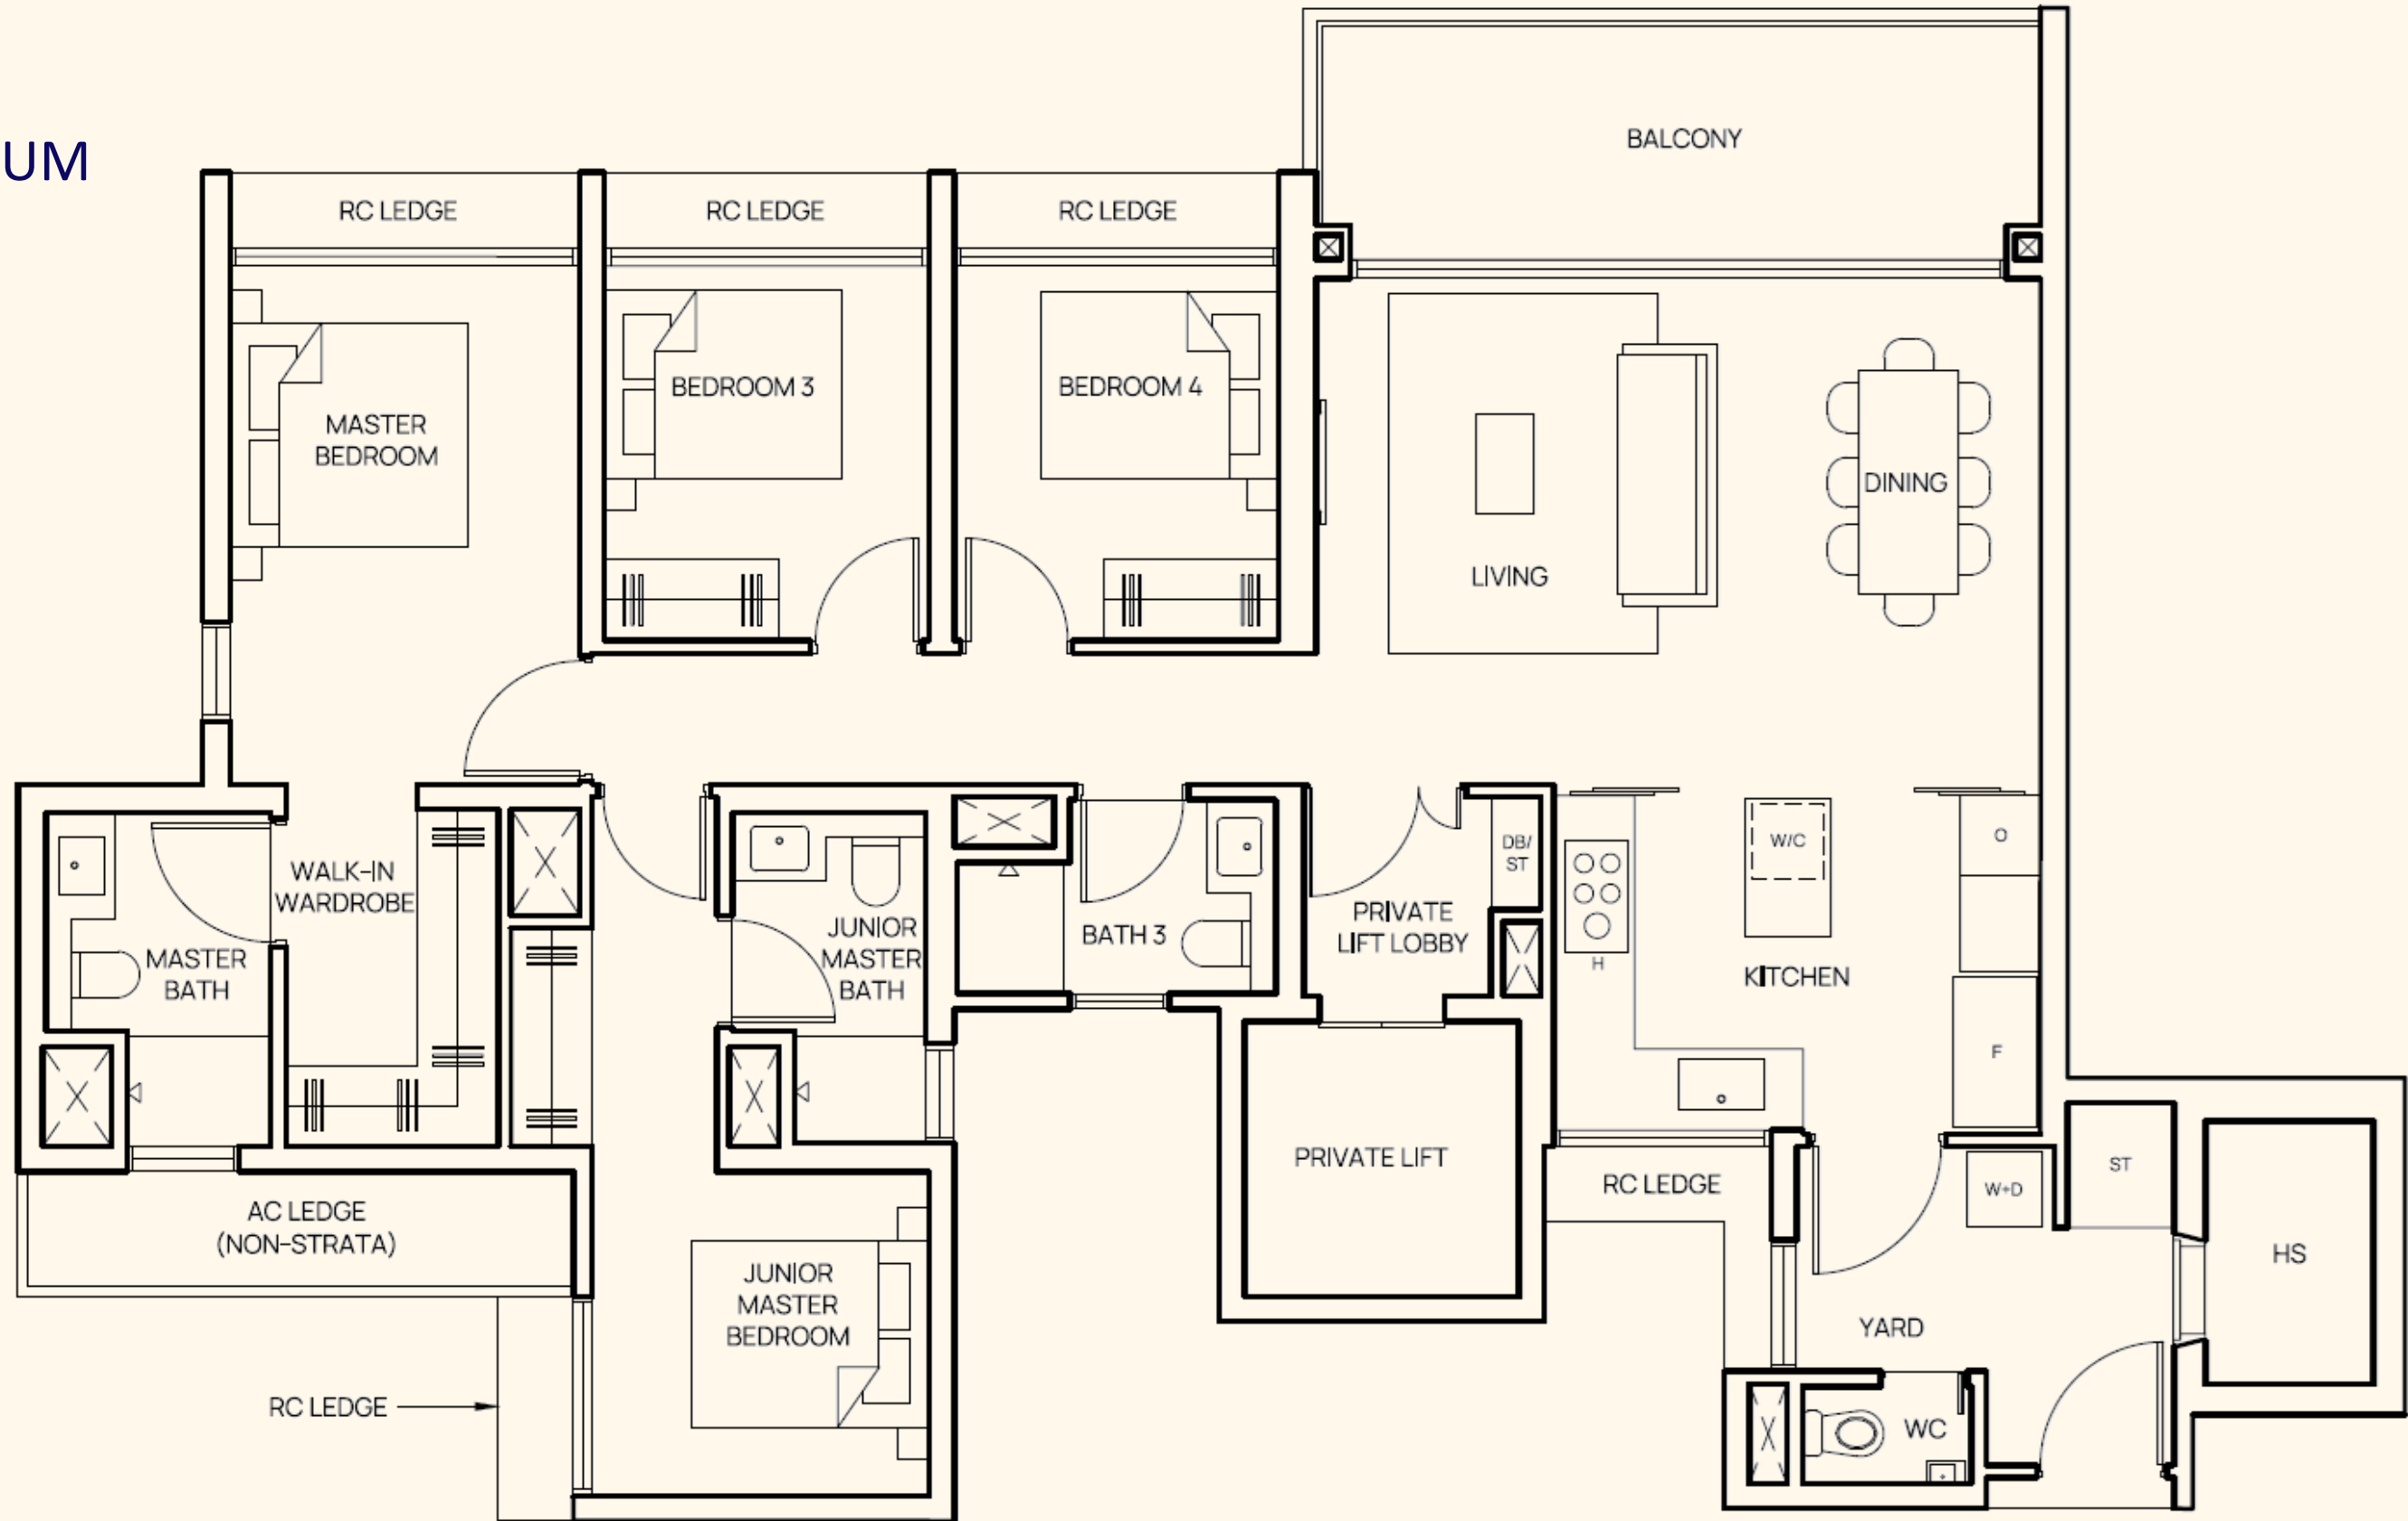 UM
BALCONY
RC LEDGE
RC LEDGE
RC LEDGE
MASTER
BEDROOM
BEDROOM 3
BEDROOM 4
LIVING
DINING
WALK-IN
WARDROBE
MASTER
BATH
JUNIOR
MASTER
BATH
BATH 3
PRIVATE
LIFT LOBBY
DB/
ST
W/C
O
H
KITCHEN
F
PRIVATE LIFT
RC LEDGE
W+D
ST
HS
AC LEDGE
(NON-STRATA)
JUNIOR
MASTER
BEDROOM
YARD
RC LEDGE
WC